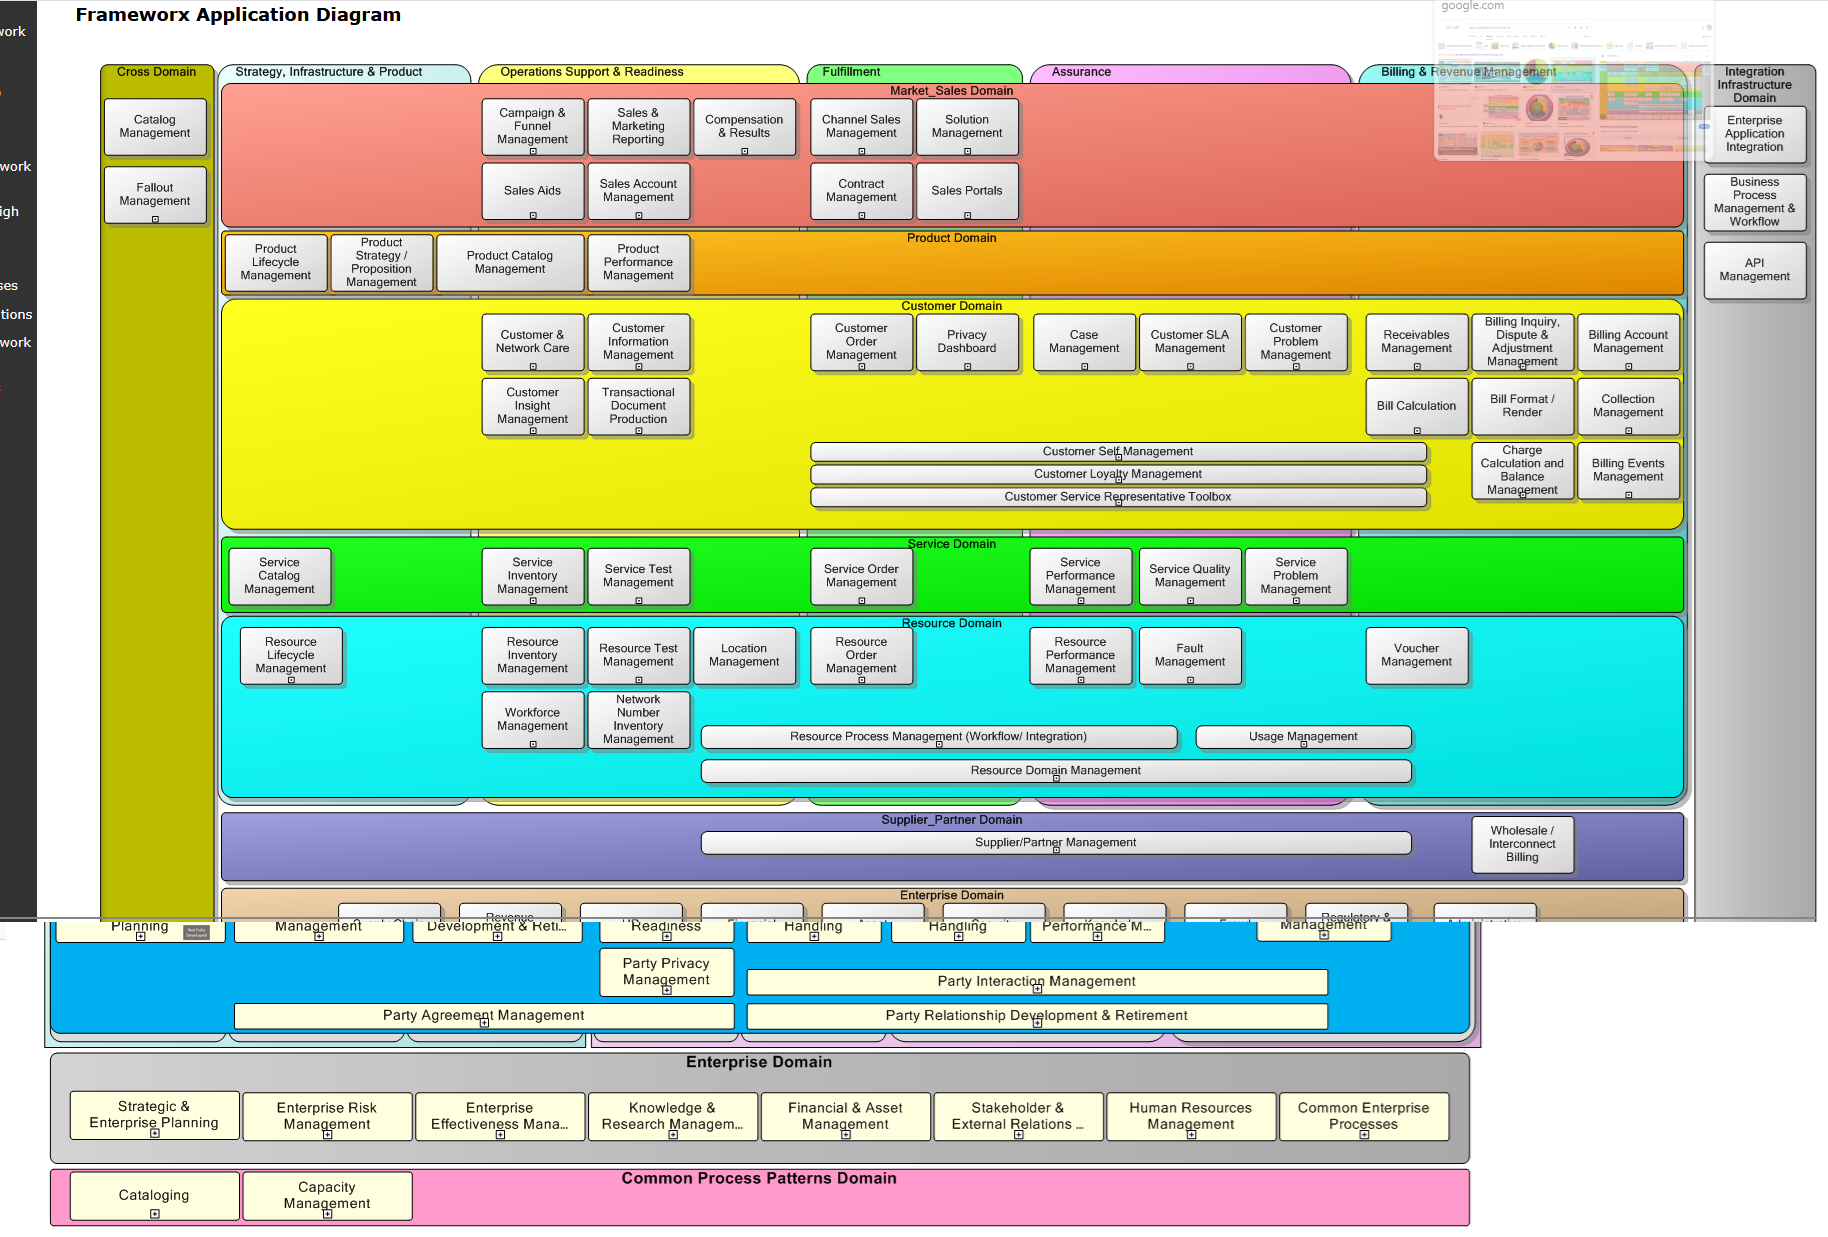 Frameworx Application Diagram
google.com
work
work
igh
ses
tions
work
Cross Domain
Strategy, Infrastructure & Product
Operations Support & Readiness
Fulfillment
Assurance
Billing & Revenue Management
Integration
Infrastructure
Domain
Catalog
Management
Fallout
Management
Enterprise
Application
Integration
Business
Process
Management &
Workflow
API
Management
Market_Sales Domain
Campaign &
Funnel
Management
Sales &
Marketing
Reporting
Compensation
& Results
Channel Sales
Management
Solution
Management
Sales Aids
Sales Account
Management
Contract
Management
Sales Portals
Product Domain
Product
Lifecycle
Management
Product
Strategy /
Proposition
Management
Product Catalog
Management
Product
Performance
Management
Customer Domain
Customer &
Network Care
Customer
Information
Management
Customer
Order
Management
Privacy
Dashboard
Case
Management
Customer SLA
Management
Customer
Problem
Management
Receivables
Management
Billing Inquiry,
Dispute &
Adjustment
Management
Billing Account
Management
Customer
Insight
Management
Transactional
Document
Production
Bill Calculation
Bill Format /
Render
Collection
Management
Customer Self Management
Customer Loyalty Management
Customer Service Representative Toolbox
Charge
Calculation and
Balance
Management
Billing Events
Management
Service Domain
Service
Catalog
Management
Service
Inventory
Management
Service Test
Management
Service Order
Management
Service
Performance
Management
Service Quality
Management
Service
Problem
Management
Resource Domain
Resource
Lifecycle
Management
Resource
Inventory
Management
Resource Test
Management
Location
Management
Resource
Order
Management
Resource
Performance
Management
Fault
Management
Voucher
Management
Workforce
Management
Network
Number
Inventory
Management
Resource Process Management (Workflow/ Integration)
Usage Management
Resource Domain Management
Supplier_Partner Domain
Supplier/Partner Management
Wholesale /
Interconnect
Billing
Enterprise Domain
Revenue
Regulatory &
Planning
Not Fully
Developed
Management
Development & Reti...
Readiness
Handling
Handling
Performance M...
Management
Party Privacy
Management
Party Interaction Management
Party Agreement Management
Party Relationship Development & Retirement
Enterprise Domain
Strategic &
Enterprise Planning
Enterprise Risk
Management
Enterprise
Effectiveness Mana...
Knowledge &
Research Managem...
Financial & Asset
Management
Stakeholder &
External Relations ...
Human Resources
Management
Common Enterprise
Processes
Common Process Patterns Domain
Cataloging
Capacity
Management